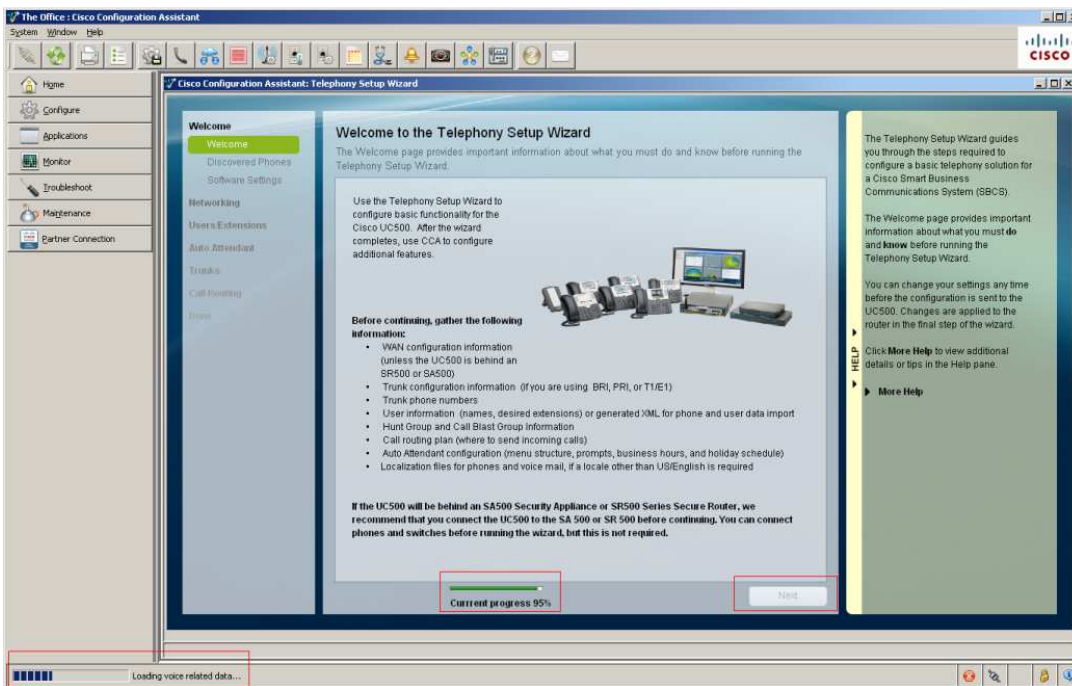 The Office : Cisco Configuration Assistant
System Window Help
CISCO
Home
Configure
Applications
Monitor
Troubleshoot
Maintenance
Partner Connection
Cisco Configuration Assistant: Telephony Setup Wizard
Welcome
Welcome
Discovered Phones
Software Settings
Networking
Users/Extensions
Auto Attendant
Trunks
Call Routing
Done
Welcome to the Telephony Setup Wizard
The Welcome page provides important information about what you must do and know before running the
Telephony Setup Wizard.
Use the Telephony Setup Wizard to
configure basic functionality for the
Cisco UC500. After the wizard
completes, use CCA to configure
additional features.
Before continuing, gather the following
information:
• WAN configuration information
(unless the UC500 is behind an
SR500 or SA500)
• Trunk configuration information (if you are using BRI, PRI, or T1/E1)
• Trunk phone numbers
• User information (names, desired extensions) or generated XML for phone and user data import
• Hunt Group and Call Blast Group Information
• Call routing plan (where to send incoming calls)
• Auto Attendant configuration (menu structure, prompts, business hours, and holiday schedule)
• Localization files for phones and voice mail, if a locale other than US/English is required
If the UC500 will be behind an SA500 Security Appliance or SR500 Series Secure Router, we
recommend that you connect the UC500 to the SA 500 or SR 500 before continuing. You can connect
phones and switches before running the wizard, but this is not required.
Currrent progress 95%
Next
HELP
The Telephony Setup Wizard guides
you through the steps required to
configure a basic telephony solution for
a Cisco Smart Business
Communications System (SBCS).
The Welcome page provides important
information about what you must do
and know before running the
Telephony Setup Wizard.
You can change your settings any time
before the configuration is sent to the
UC500. Changes are applied to the
router in the final step of the wizard.
Click More Help to view additional
details or tips in the Help pane.
More Help
Loading voice related data...